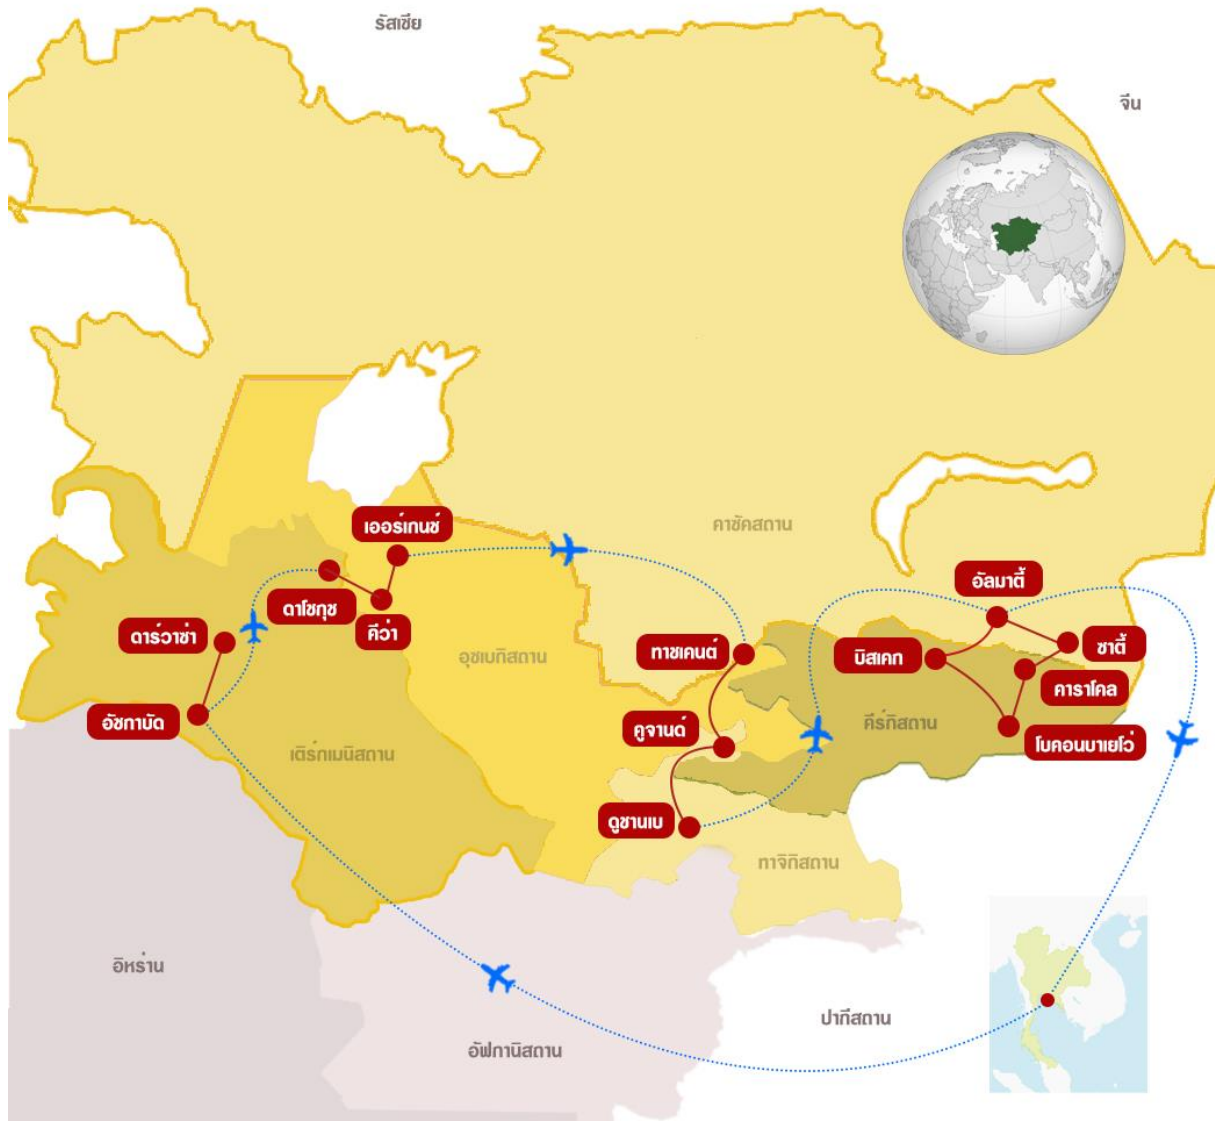 รัสเซีย
จีน
เออร์เกนซ์
คาซัคสถาน
อัลมาตี้
ดาโชกุซ
คีว่า
ดาร์วาซ่า
อุซเบกิสถาน
ทาชเคนต์
บิสเคก
ซาตี้
คาราโคล
อัชกาบัด
คูจานด์
คีร์กิสถาน
โบคอนบาเยโว่
เติร์กเมนิสถาน
ดูชานเบ
ทาจิกิสถาน
อิหร่าน
ปากีสถาน
อัฟกานิสถาน